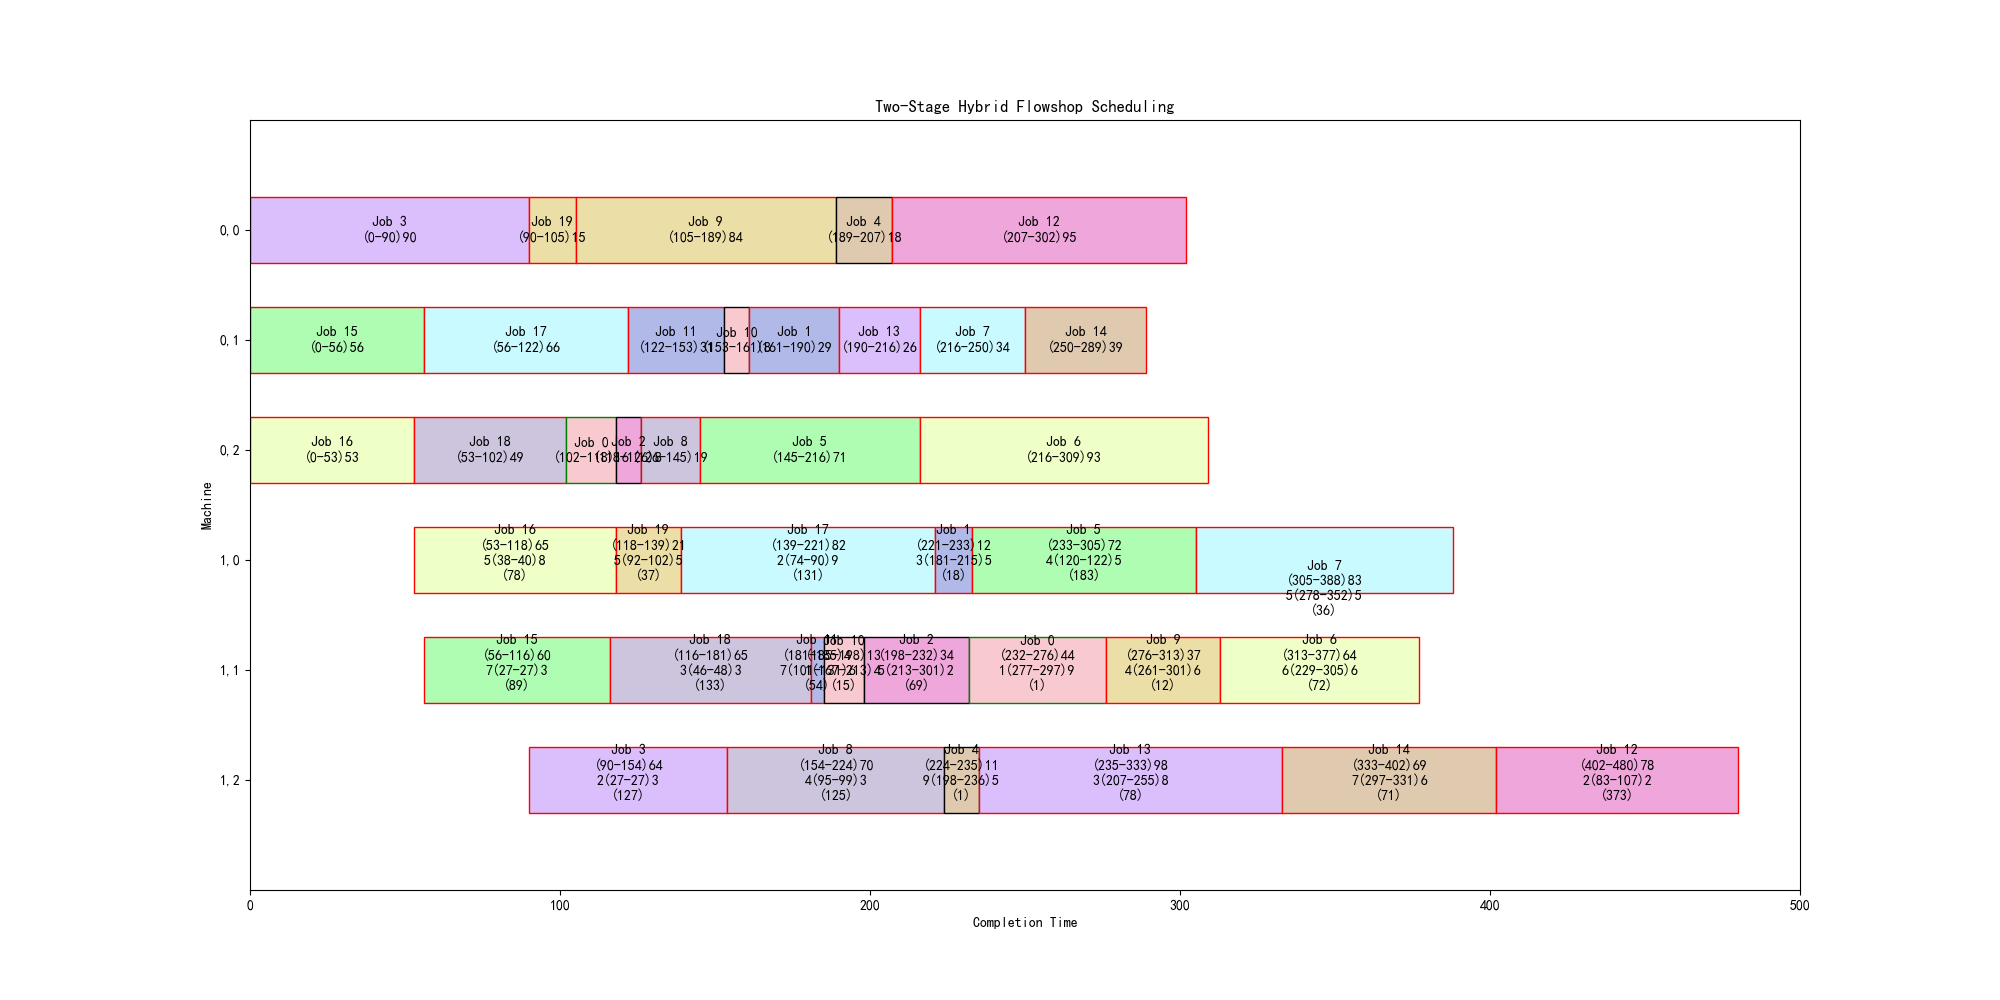 Two-Stage Hybrid Flowshop Scheduling
0,0
Job 3
(0-90)90
Job 19
(90-105)15
Job 9
(105-189)84
Job 4
(189-207)18
Job 12
(207-302)95
0,1
Job 15
(0-56)56
Job 17
(56-122)66
Job 11
(122-153)31
Job 10
(153-161)8
Job 1
(161-190)29
Job 13
(190-216)26
Job 7
(216-250)34
Job 14
(250-289)39
0,2
Job 16
(0-53)53
Job 18
(53-102)49
Job 0
(102-118)16
Job 2
(118-126)8
Job 8
(126-145)19
Job 5
(145-216)71
Job 6
(216-309)93
Machine
1,0
Job 16
(53-118)65
5(38-40)8
(78)
Job 19
(118-139)21
5(92-102)5
(37)
Job 17
(139-221)82
2(74-90)9
(131)
Job 1
(221-233)12
3(181-215)5
(18)
Job 5
(233-305)72
4(120-122)5
(183)
Job 7
(305-388)83
5(278-352)5
(36)
1,1
Job 15
(56-116)60
7(27-27)3
(89)
Job 18
(116-181)65
3(46-48)3
(133)
Job 11
(181-185)4
(54)
Job 10
(185-198)13
(15)
Job 2
(198-232)34
5(213-301)2
(69)
Job 0
(232-276)44
1(277-297)9
(1)
Job 9
(276-313)37
4(261-301)6
(12)
Job 6
(313-377)64
6(229-305)6
(72)
1,2
Job 3
(90-154)64
2(27-27)3
(127)
Job 8
(154-224)70
4(95-99)3
(125)
Job 4
(224-235)11
9(198-236)5
(1)
Job 13
(235-333)98
3(207-255)8
(78)
Job 14
(333-402)69
7(297-331)6
(71)
Job 12
(402-480)78
2(83-107)2
(373)
0
100
200
300
400
500
Completion Time